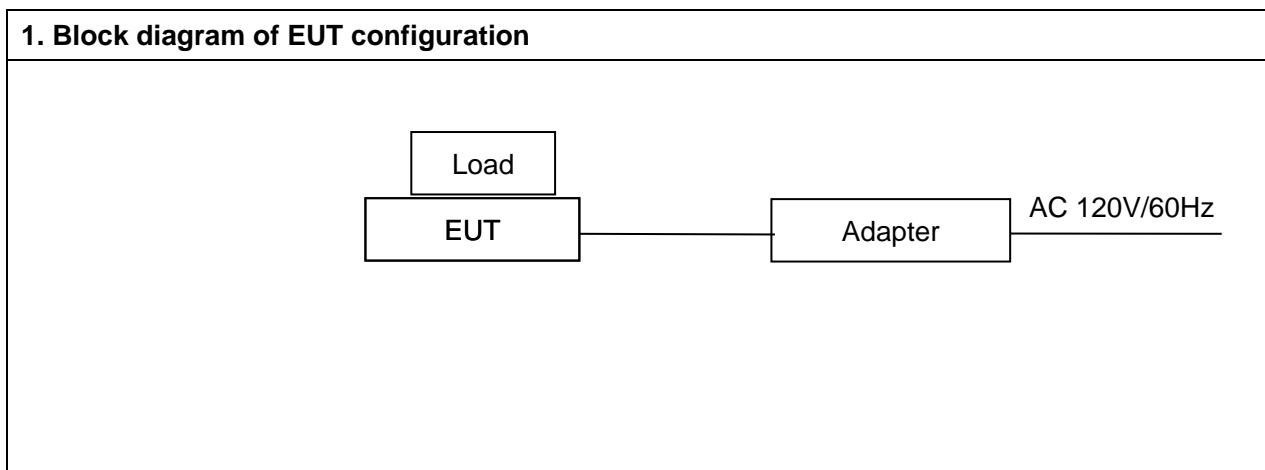 1. Block diagram of EUT configuration
Load
EUT
Adapter
AC 120V/60Hz